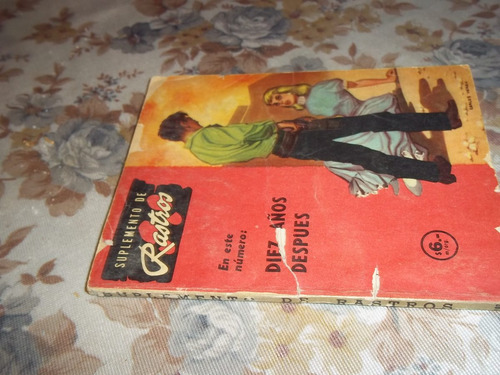 SUPLEMENTO DE
Rastros
En este
número:
DIEZ AÑOS
DESPUES
$ 6.-
SUPLEMENTO DE RASTROS